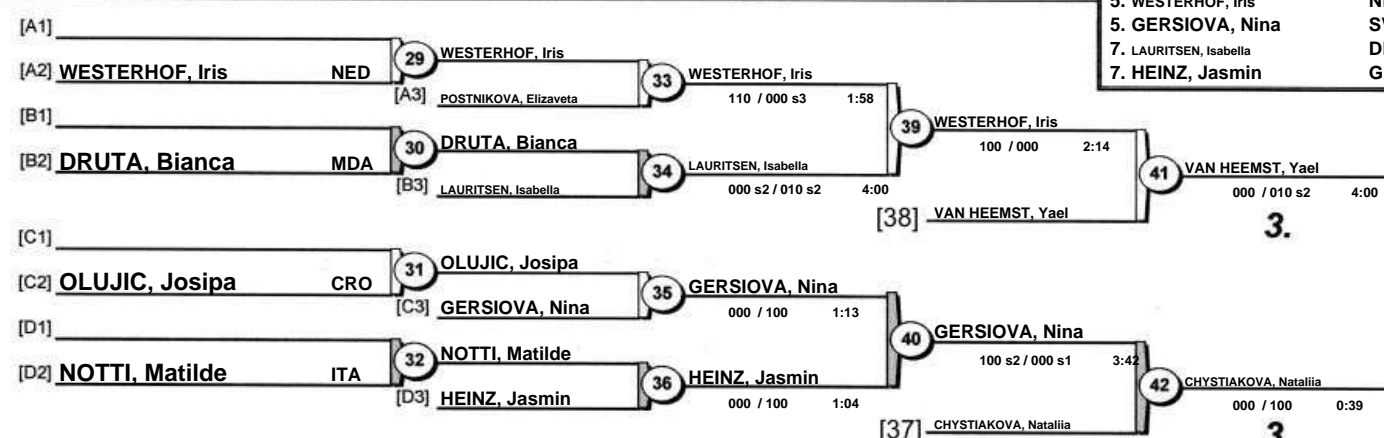 5. WESTERHOF, Iris
5. GERSIOVA, Nina
7. LAURITSEN, Isabella
7. HEINZ, Jasmin G
[A1]
[A2] WESTERHOF, Iris NED
29
WESTERHOF, Iris
[A3] POSTNIKOVA, Elizaveta
33
WESTERHOF, Iris
110 / 000 s3 1:58
[B1]
[B2] DRUTA, Bianca MDA
30
DRUTA, Bianca
[B3] LAURITSEN, Isabella
34
LAURITSEN, Isabella
000 s2 / 010 s2 4:00
39
WESTERHOF, Iris
100 / 000 2:14
[38] VAN HEEMST, Yael
41
VAN HEEMST, Yael
000 / 010 s2 4:00
3.
[C1]
[C2] OLUJIC, Josipa CRO
31
OLUJIC, Josipa
[C3] GERSIOVA, Nina
35
GERSIOVA, Nina
000 / 100 1:13
[D1]
[D2] NOTTI, Matilde ITA
32
NOTTI, Matilde
[D3] HEINZ, Jasmin
36
HEINZ, Jasmin
000 / 100 1:04
40
GERSIOVA, Nina
100 s2 / 000 s1 3:42
[37] CHYSTIAKOVA, Nataliia
42
CHYSTIAKOVA, Nataliia
000 / 100 0:39
3